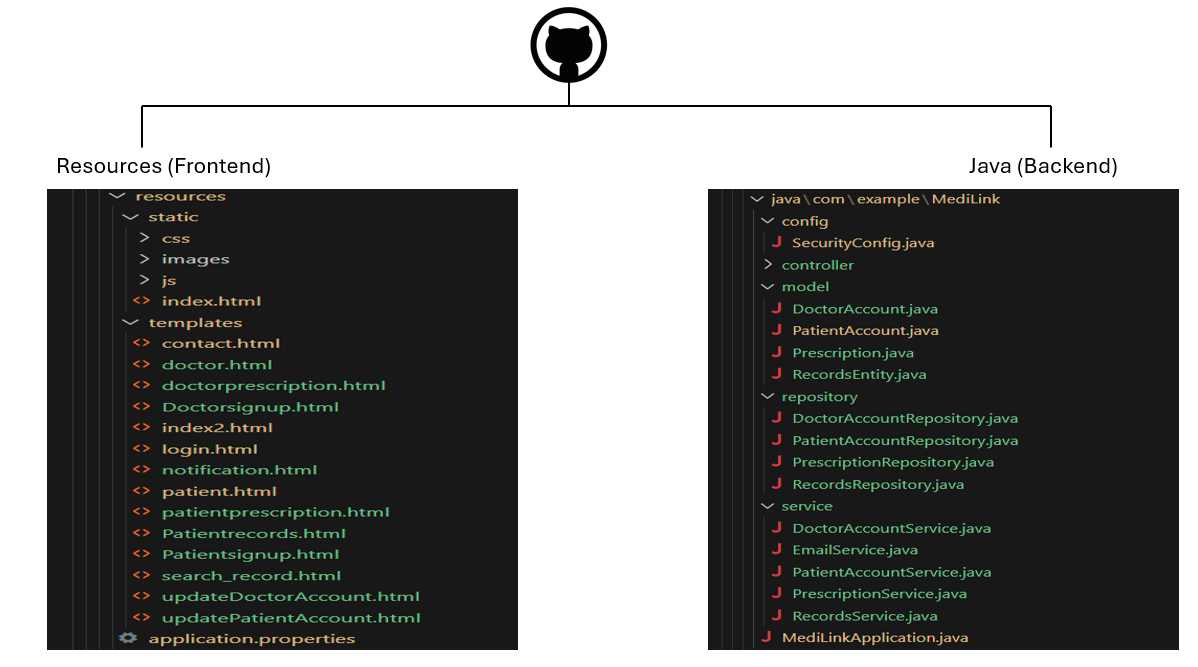 Resources (Frontend)
resources
static
css
images
js
index.html
templates
contact.html
doctor.html
doctorprescription.html
Doctorsignup.html
index2.html
login.html
notification.html
patient.html
patientprescription.html
Patientrecords.html
Patientsignup.html
search_record.html
updateDoctorAccount.html
updatePatientAccount.html
application.properties
Java (Backend)
java\com\example\MediLink
config
SecurityConfig.java
controller
model
DoctorAccount.java
PatientAccount.java
Prescription.java
RecordsEntity.java
repository
DoctorAccountRepository.java
PatientAccountRepository.java
PrescriptionRepository.java
RecordsRepository.java
service
DoctorAccountService.java
EmailService.java
PatientAccountService.java
PrescriptionService.java
RecordsService.java
MediLinkApplication.java